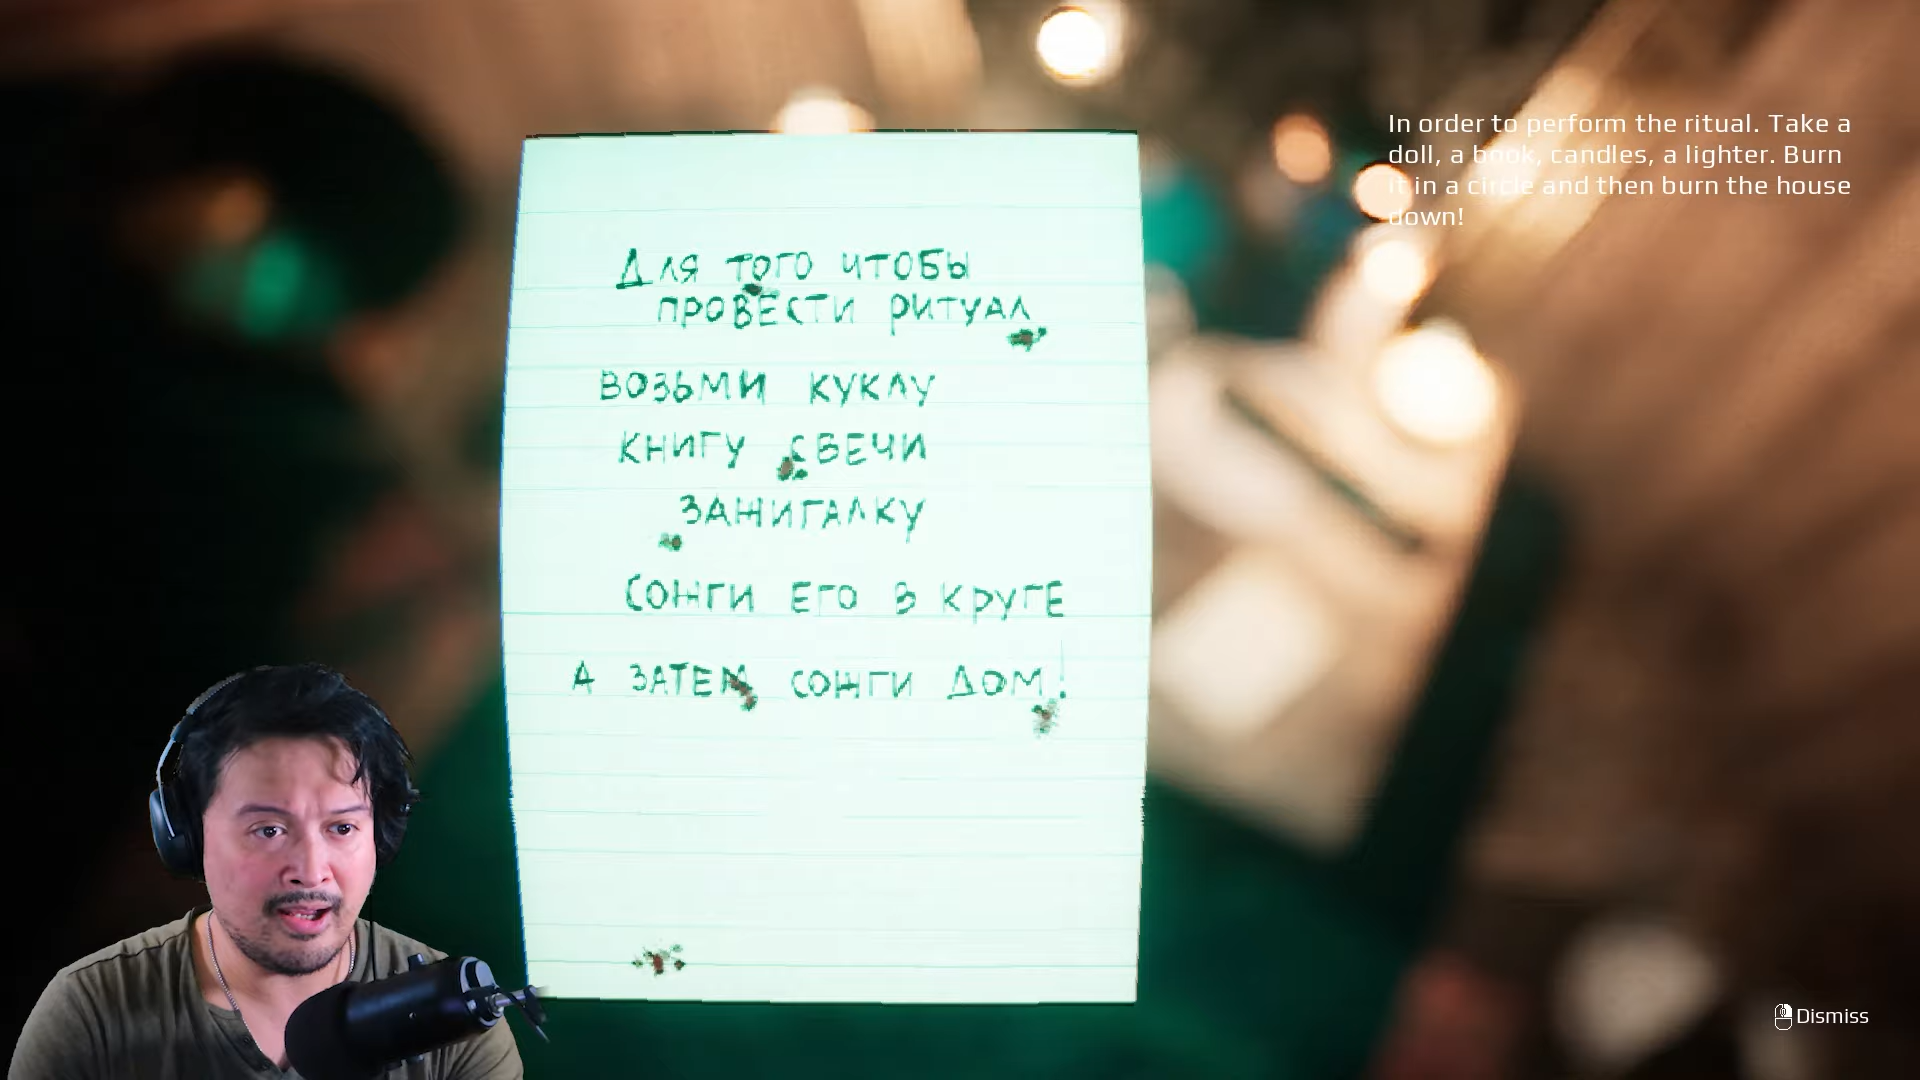 Для того чтобы
провести ритуал
возьми куклу
книгу свечи
зажигалку
сожги его в круге
а затем сожги дом!
In order to perform the ritual. Take a
doll, a book, candles, a lighter. Burn
it in a circle and then burn the house
down!
Dismiss